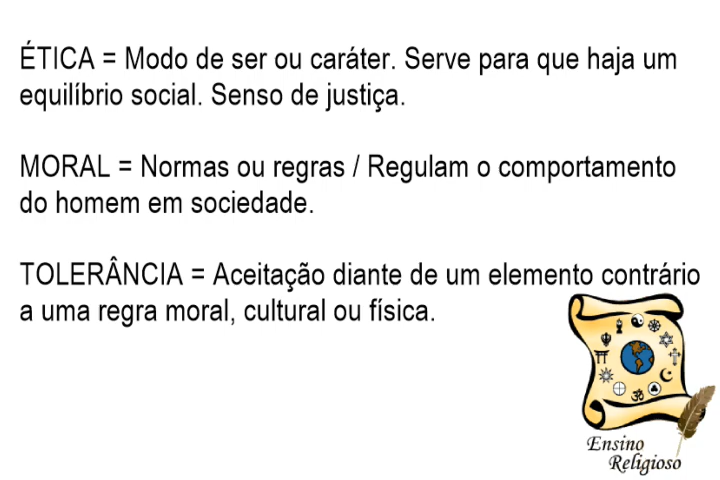 ÉTICA = Modo de ser ou caráter. Serve para que haja um
equilíbrio social. Senso de justiça.
MORAL = Normas ou regras / Regulam o comportamento
do homem em sociedade.
TOLERÂNCIA = Aceitação diante de um elemento contrário
a uma regra moral, cultural ou física.
Ensino
Religioso